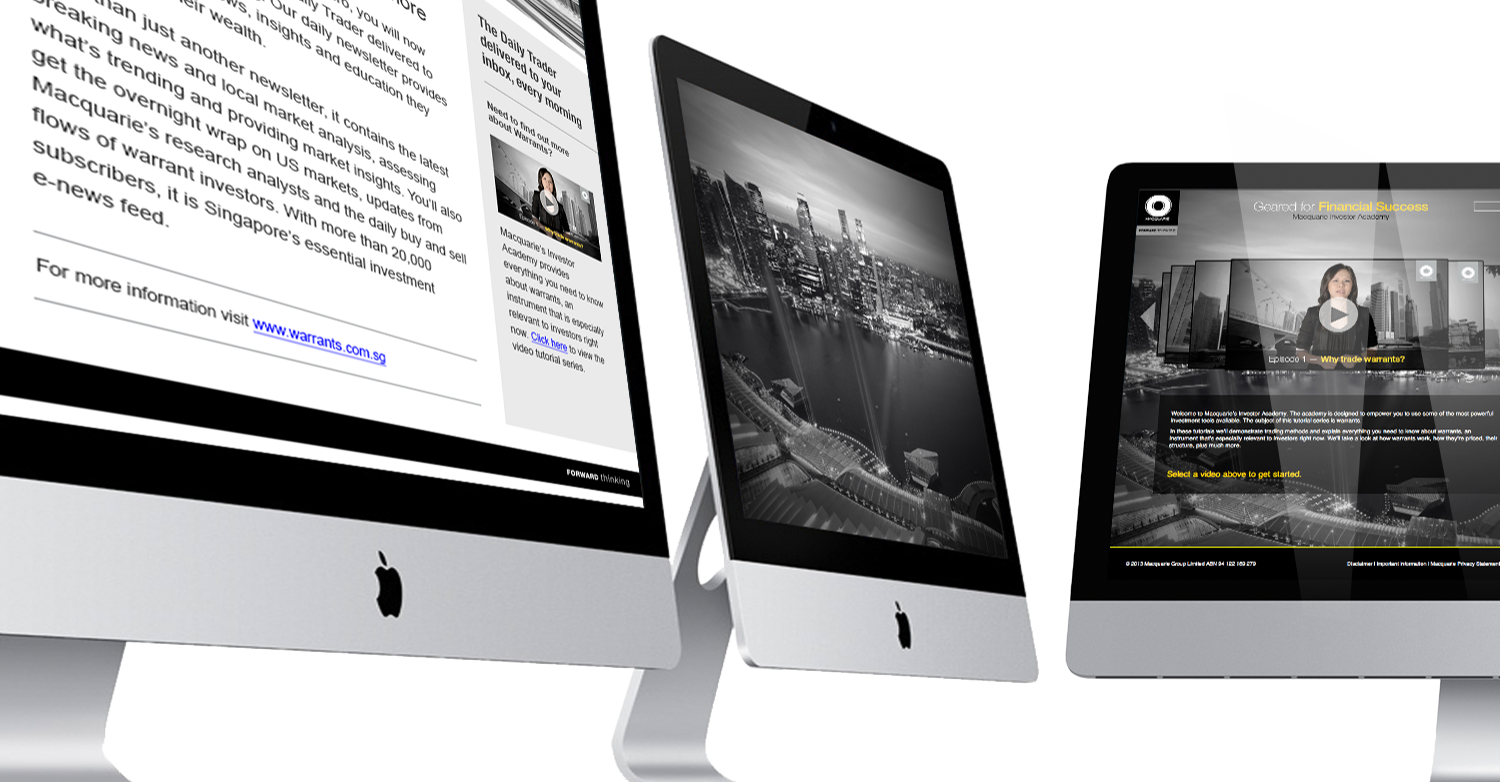 more
you will now
Daily Trader delivered to
Our daily newsletter provides
insights and education they
their wealth.
than just another newsletter, it contains the latest
breaking news and local market analysis, assessing
what's trending and providing market insights. You'll also
get the overnight wrap on US markets, updates from
Macquarie's research analysts and the daily buy and sell
flows of warrant investors. With more than 20,000
subscribers, it is Singapore's essential investment
e-news feed.
For more information visit www.warrants.com.sg
The Daily Trader
delivered to your
inbox, every morning
Need to find out more
about Warrants?
Episode 1 — Why trade warrants?
Macquarie's Investor
Academy provides
everything you need to know
about warrants, an
instrument that is especially
relevant to investors right
now. Click here to view the
video tutorial series.
FORWARD thinking
MACQUARIE
FORWARD thinking
Geared for Financial Success
Macquarie Investor Academy
Episode 1 — Why trade warrants?
Welcome to Macquarie's Investor Academy. The academy is designed to empower you to use some of the most powerful
investment tools available. The subject of this tutorial series is warrants.
In these tutorials we'll demonstrate trading methods and explain everything you need to know about warrants, an
instrument that's especially relevant to investors right now. We'll take a look at how warrants work, how they're priced, their
structure, plus much more.
Select a video above to get started.
© 2013 Macquarie Group Limited ABN 94 122 169 279
Disclaimer | Important information | Macquarie Privacy Statement